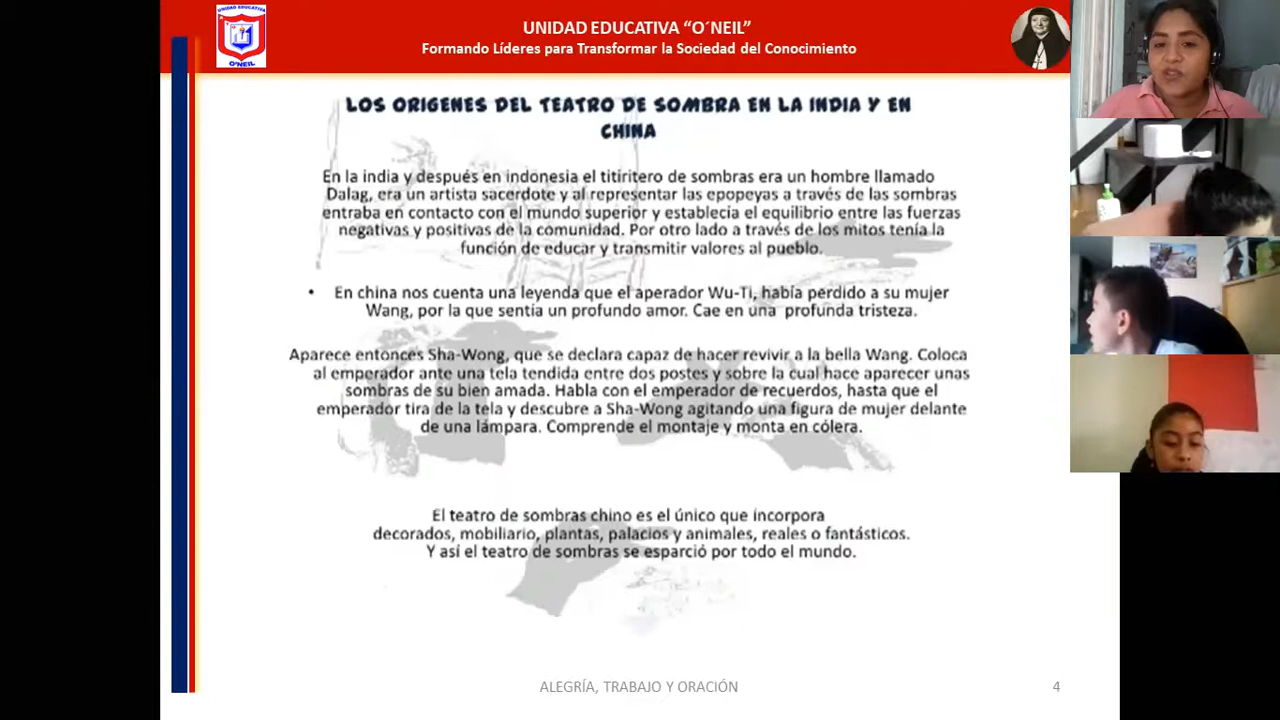 UNIDAD EDUCATIVA
O'NEIL
UNIDAD EDUCATIVA “O´NEIL”
Formando Líderes para Transformar la Sociedad del Conocimiento
LOS ORIGENES DEL TEATRO DE SOMBRA EN LA INDIA Y EN
CHINA
En la india y después en indonesia el titiritero de sombras era un hombre llamado
Dalag, era un artista sacerdote y al representar las epopeyas a través de las sombras
entraba en contacto con el mundo superior y establecía el equilibrio entre las fuerzas
negativas y positivas de la comunidad. Por otro lado a través de los mitos tenía la
función de educar y transmitir valores al pueblo.
• En china nos cuenta una leyenda que el aperador Wu-Ti, había perdido a su mujer
Wang, por la que sentía un profundo amor. Cae en una profunda tristeza.
Aparece entonces Sha-Wong, que se declara capaz de hacer revivir a la bella Wang. Coloca
al emperador ante una tela tendida entre dos postes y sobre la cual hace aparecer unas
sombras de su bien amada. Habla con el emperador de recuerdos, hasta que el
emperador tira de la tela y descubre a Sha-Wong agitando una figura de mujer delante
de una lámpara. Comprende el montaje y monta en cólera.
El teatro de sombras chino es el único que incorpora
decorados, mobiliario, plantas, palacios y animales, reales o fantásticos.
Y así el teatro de sombras se esparció por todo el mundo.
ALEGRÍA, TRABAJO Y ORACIÓN
4